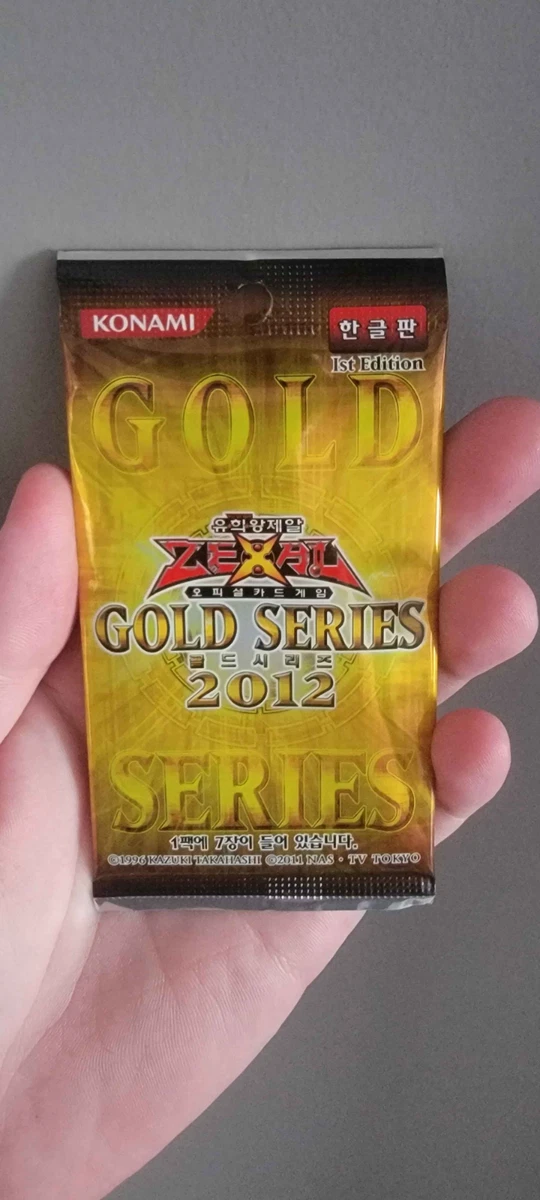 KONAMI
한글판
1st Edition
GOLD
유희왕제알
ZEXAL
오피셜카드게임
GOLD SERIES
골드시리즈
2012
SERIES
1팩에 7장이 들어 있습니다.
©1996 KAZUKI TAKAHASHI ©2011 NAS・TV TOKYO